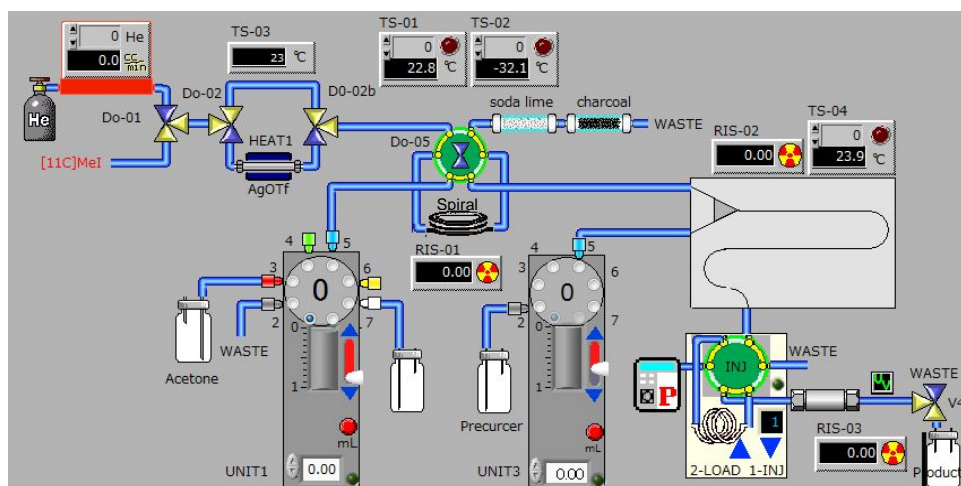 TS-01 TS-02
0 He
0.0 cc min
TS-03
23 °C
0
22.8 °C
0
-32.1 °C
Do-02
D0-02b
soda lime charcoal
WASTE
TS-04
RIS-02
0
He
Do-01
HEAT1
Do-05
0.00
23.9 °C
[11C]MeI
AgOTf
Spiral
4 5
RIS-01
4 5
3 6
0.00
3 6
0
0
2 7
2 7
0
0
WASTE
INJ
WASTE
Acetone
1
1
WASTE
P
UV
V4
Precurcer
1
mL
mL
RIS-03
UNIT1 0.00
UNIT3 0.00
2-LOAD 1-INJ
0.00
Product